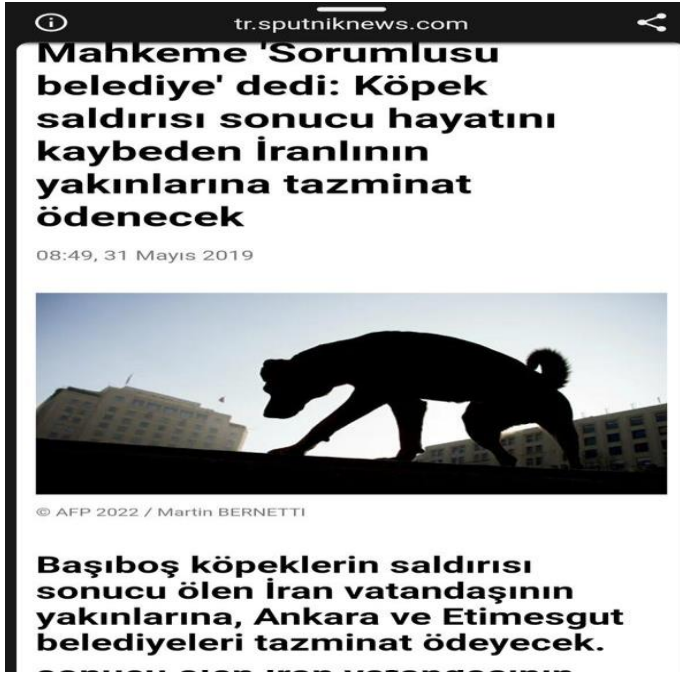 tr.sputniknews.com
Mahkeme 'Sorumlusu
belediye' dedi: Köpek
saldırısı sonucu hayatını
kaybeden İranlının
yakınlarına tazminat
ödenecek
08:49, 31 Mayıs 2019
© AFP 2022 / Martin BERNETTI
Başıboş köpeklerin saldırısı
sonucu ölen İran vatandaşının
yakınlarına, Ankara ve Etimesgut
belediyeleri tazminat ödeyecek.